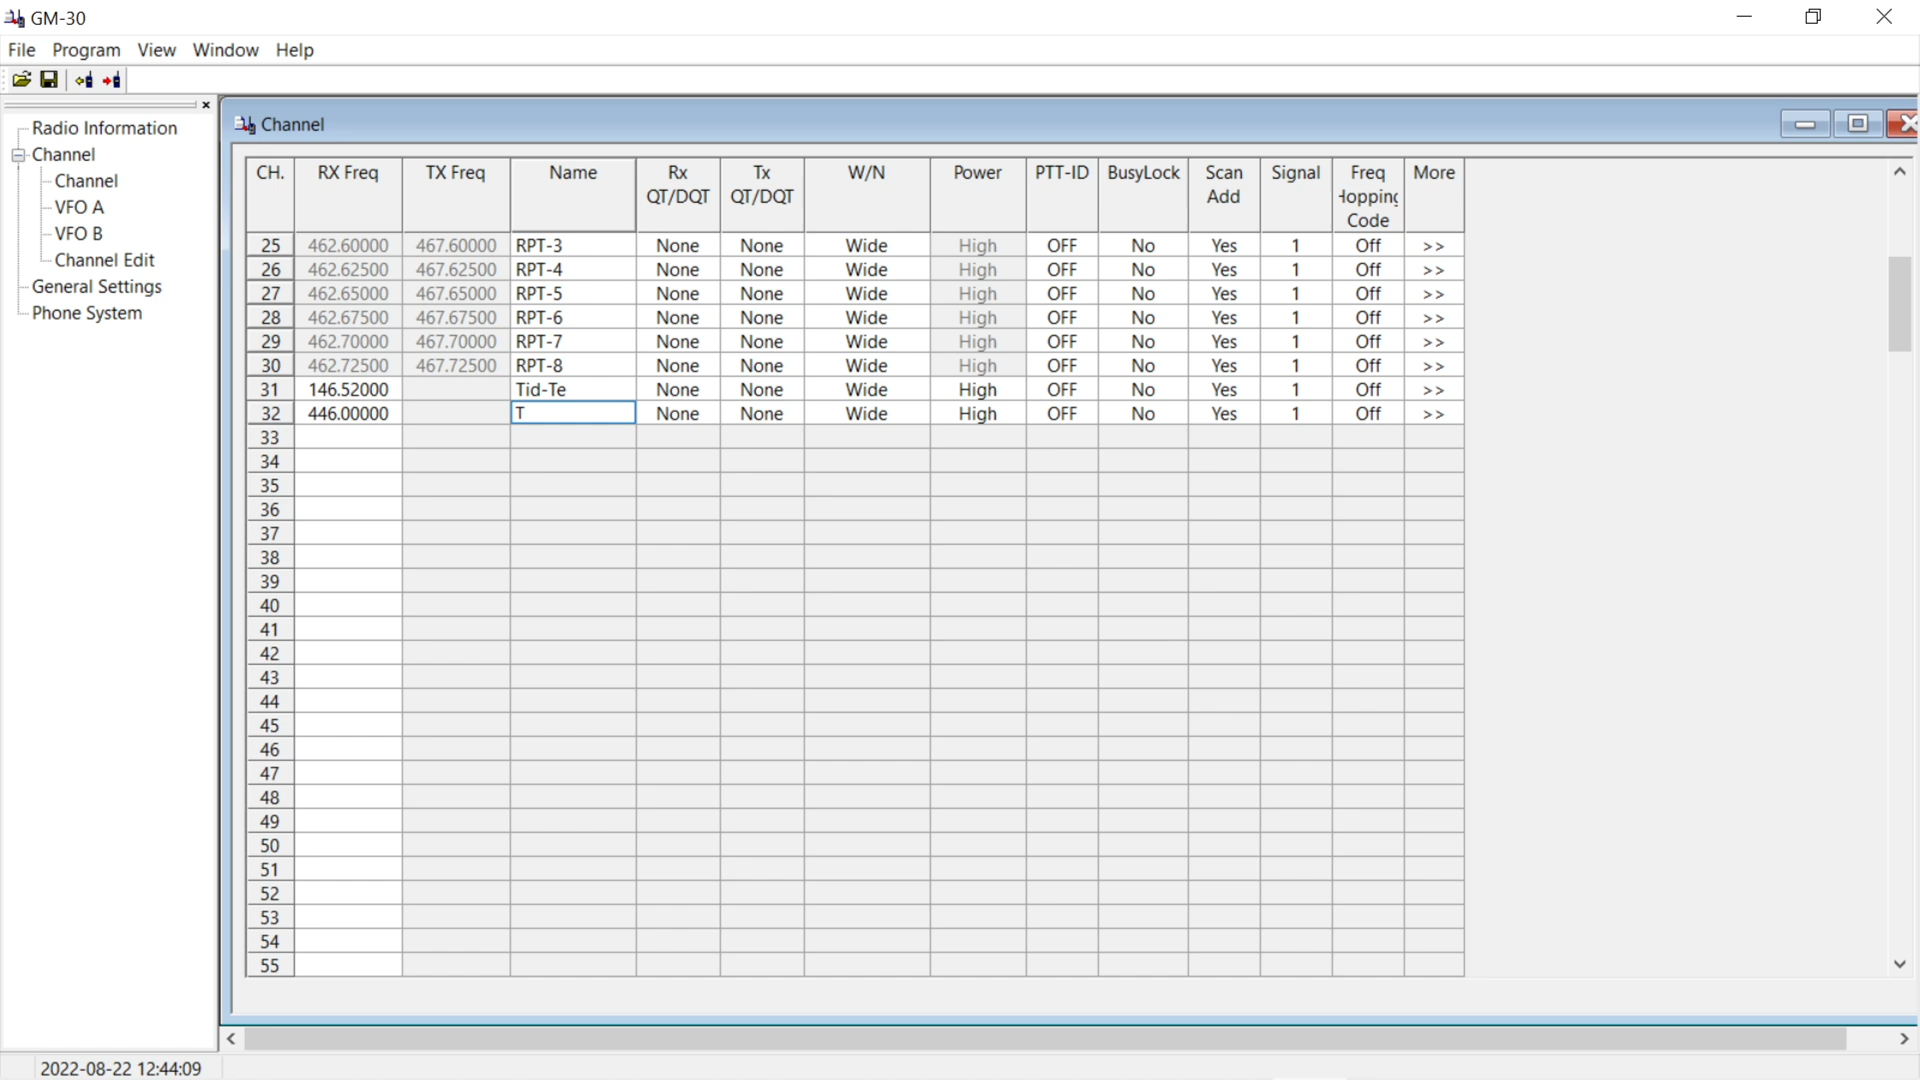 GM-30
File Program View Window Help
Radio Information
Channel
Channel
VFO A
VFO B
Channel Edit
General Settings
Phone System
Channel
CH. RX Freq TX Freq Name Rx QT/DQT Tx QT/DQT W/N Power PTT-ID BusyLock Scan Add Signal Freq Hopping Code More
25 462.60000 467.60000 RPT-3 None None Wide High OFF No Yes 1 Off >>
26 462.62500 467.62500 RPT-4 None None Wide High OFF No Yes 1 Off >>
27 462.65000 467.65000 RPT-5 None None Wide High OFF No Yes 1 Off >>
28 462.67500 467.67500 RPT-6 None None Wide High OFF No Yes 1 Off >>
29 462.70000 467.70000 RPT-7 None None Wide High OFF No Yes 1 Off >>
30 462.72500 467.72500 RPT-8 None None Wide High OFF No Yes 1 Off >>
31 146.52000 Tid-Te None None Wide High OFF No Yes 1 Off >>
32 446.00000 T None None Wide High OFF No Yes 1 Off >>
33
34
35
36
37
38
39
40
41
42
43
44
45
46
47
48
49
50
51
52
53
54
55
2022-08-22 12:44:09